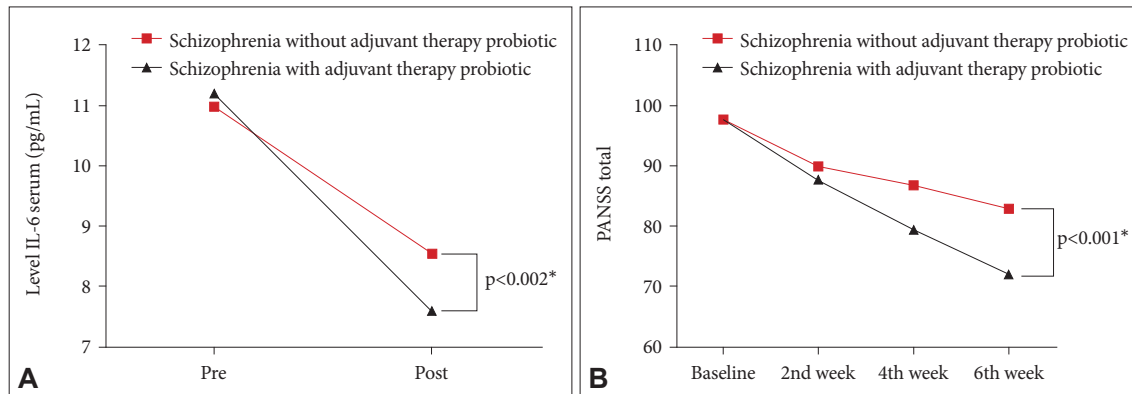 12
11
10
9
8
7
Level IL-6 serum (pg/mL)
Schizophrenia without adjuvant therapy probiotic
Schizophrenia with adjuvant therapy probiotic
p<0.002*
Pre Post
A
110
100
90
80
70
60
PANSS total
Schizophrenia without adjuvant therapy probiotic
Schizophrenia with adjuvant therapy probiotic
p<0.001*
Baseline 2nd week 4th week 6th week
B